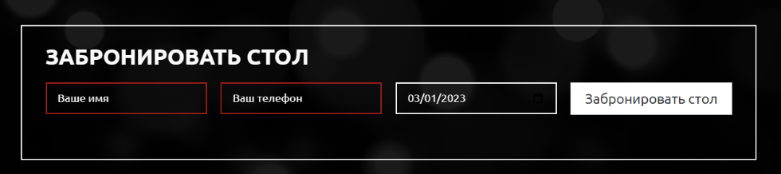 ЗАБРОНИРОВАТЬ СТОЛ
Ваше имя
Ваш телефон
03/01/2023
Забронировать стол